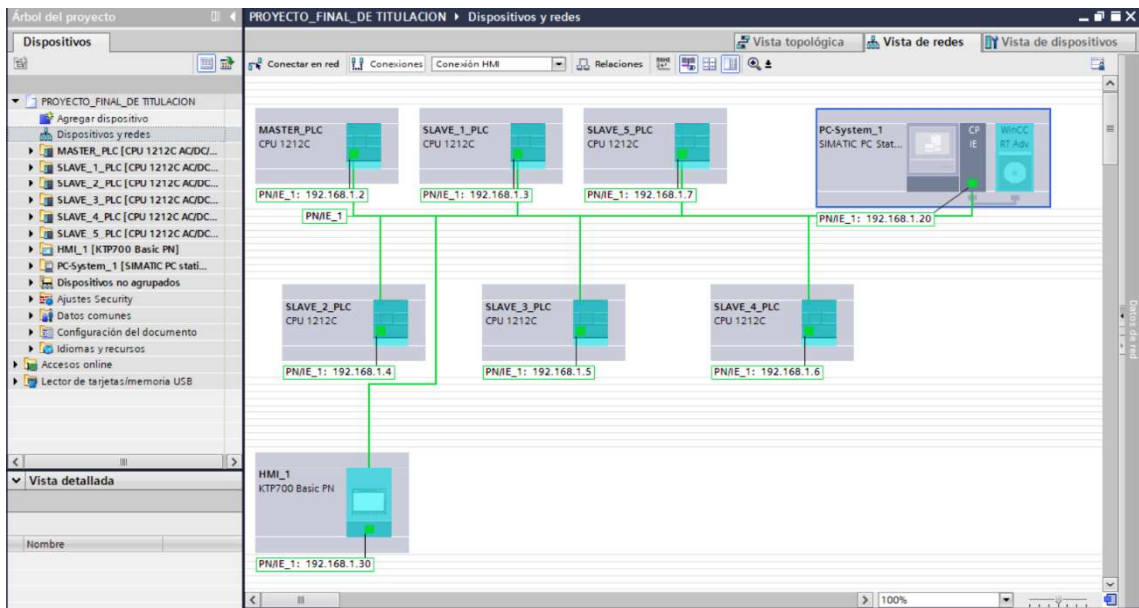 Árbol del proyecto
PROYECTO_FINAL_DE TITULACION ▸ Dispositivos y redes
Dispositivos
Vista topológica
Vista de redes
Vista de dispositivos
Conectar en red
Conexiones
Conexión HMI
Relaciones
PROYECTO_FINAL_DE TITULACION
Agregar dispositivo
Dispositivos y redes
MASTER_PLC [CPU 1212C AC/DC/...
SLAVE_1_PLC [CPU 1212C AC/DC...
SLAVE_2_PLC [CPU 1212C AC/DC...
SLAVE_3_PLC [CPU 1212C AC/DC...
SLAVE_4_PLC [CPU 1212C AC/DC...
SLAVE_5_PLC [CPU 1212C AC/DC...
HMI_1 [KTP700 Basic PN]
PC-System_1 [SIMATIC PC stati...
Dispositivos no agrupados
Ajustes Security
Datos comunes
Configuración del documento
Idiomas y recursos
Accesos online
Lector de tarjetas/memoria USB
Vista detallada
Nombre
MASTER_PLC
CPU 1212C
PN/IE_1: 192.168.1.2
SLAVE_1_PLC
CPU 1212C
PN/IE_1: 192.168.1.3
SLAVE_5_PLC
CPU 1212C
PN/IE_1: 192.168.1.7
PC-System_1
SIMATIC PC Stat...
CP
IE
WinCC
RT Adv
PN/IE_1: 192.168.1.20
PN/IE_1
SLAVE_2_PLC
CPU 1212C
PN/IE_1: 192.168.1.4
SLAVE_3_PLC
CPU 1212C
PN/IE_1: 192.168.1.5
SLAVE_4_PLC
CPU 1212C
PN/IE_1: 192.168.1.6
HMI_1
KTP700 Basic PN
PN/IE_1: 192.168.1.30
100%
Datos de red